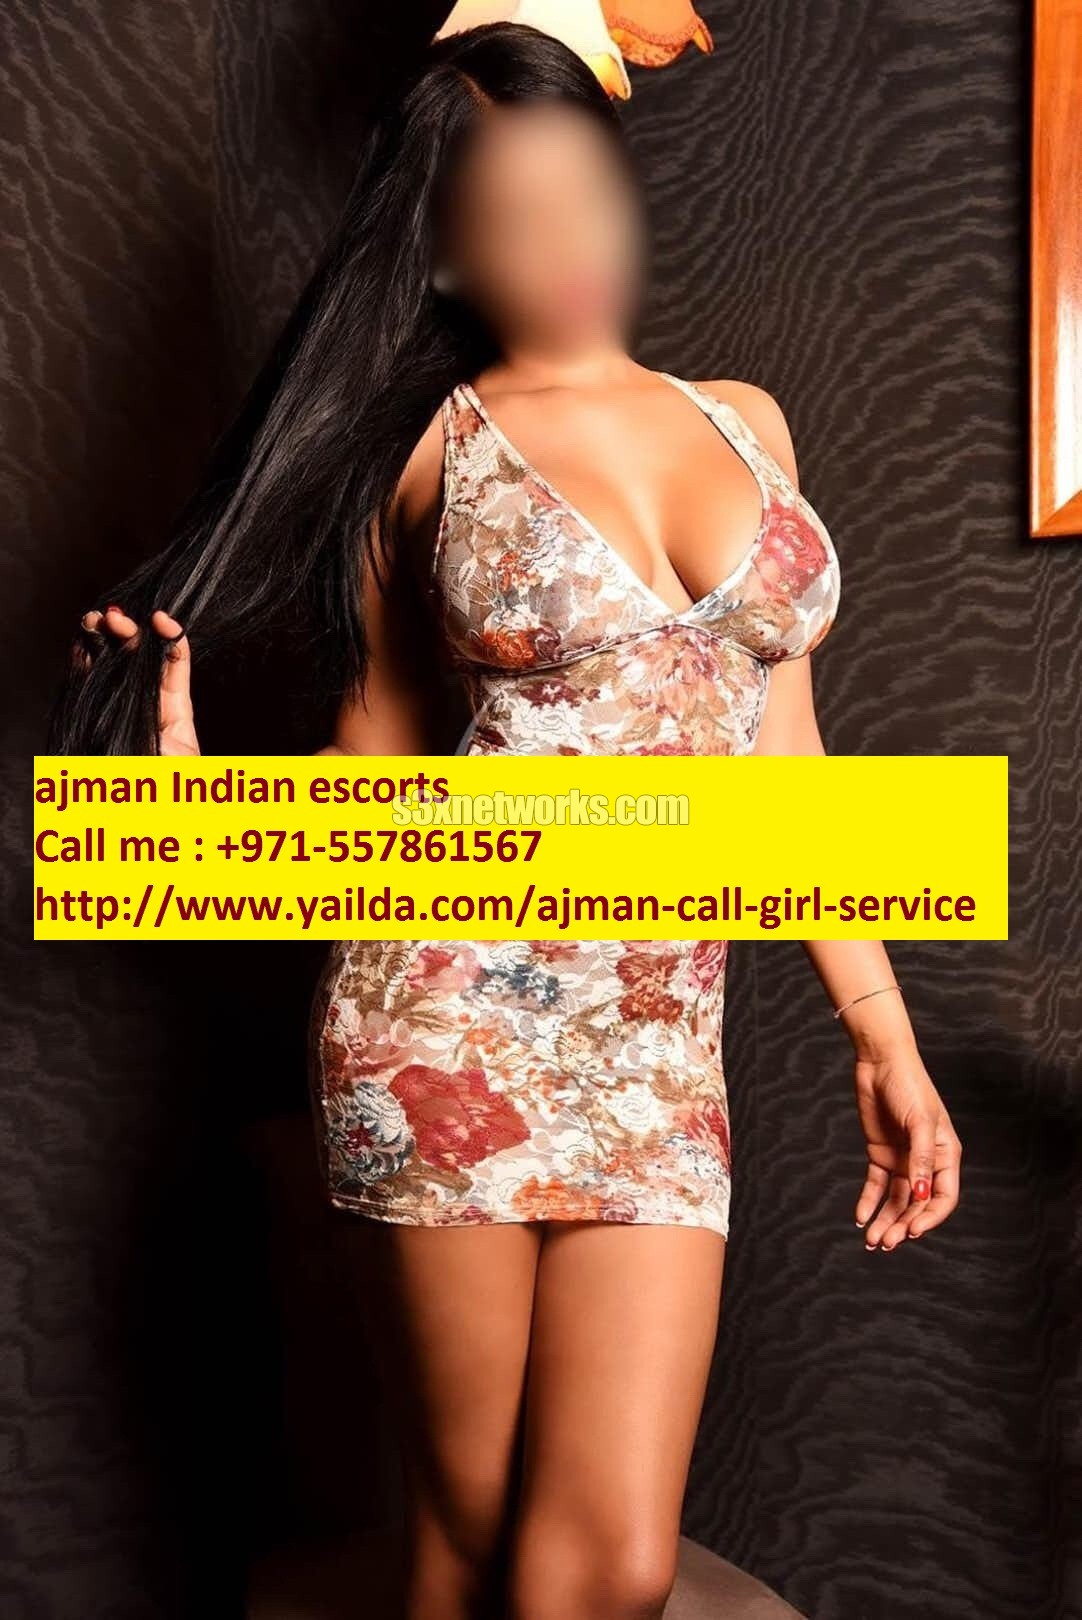 ajman Indian escorts
s3xnetworks.com
Call me : +971-557861567
http://www.yailda.com/ajman-call-girl-service